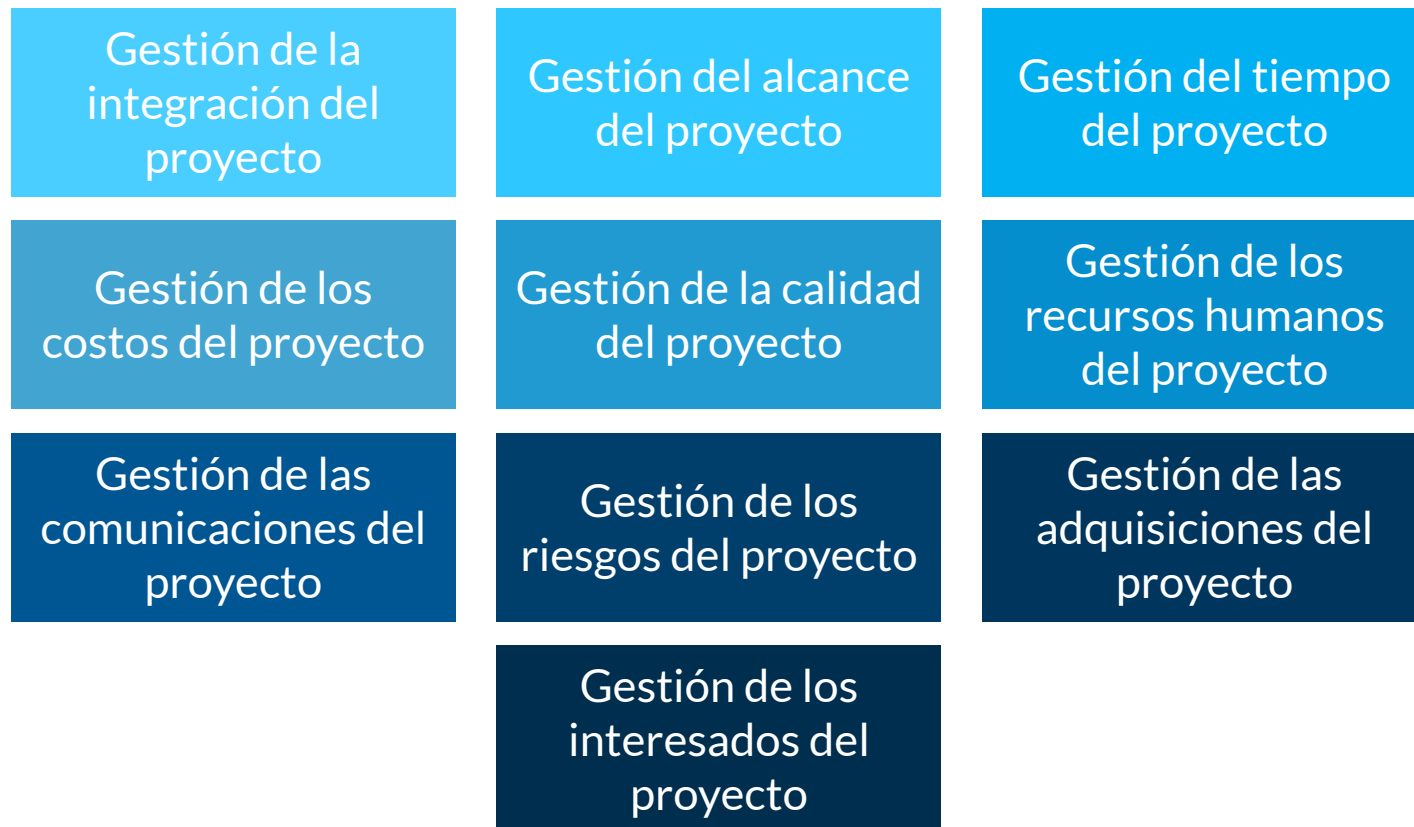 Gestión de la
integración del
proyecto
Gestión del alcance
del proyecto
Gestión del tiempo
del proyecto
Gestión de los
costos del proyecto
Gestión de la calidad
del proyecto
Gestión de los
recursos humanos
del proyecto
Gestión de las
comunicaciones del
proyecto
Gestión de los
riesgos del proyecto
Gestión de las
adquisiciones del
proyecto
Gestión de los
interesados del
proyecto